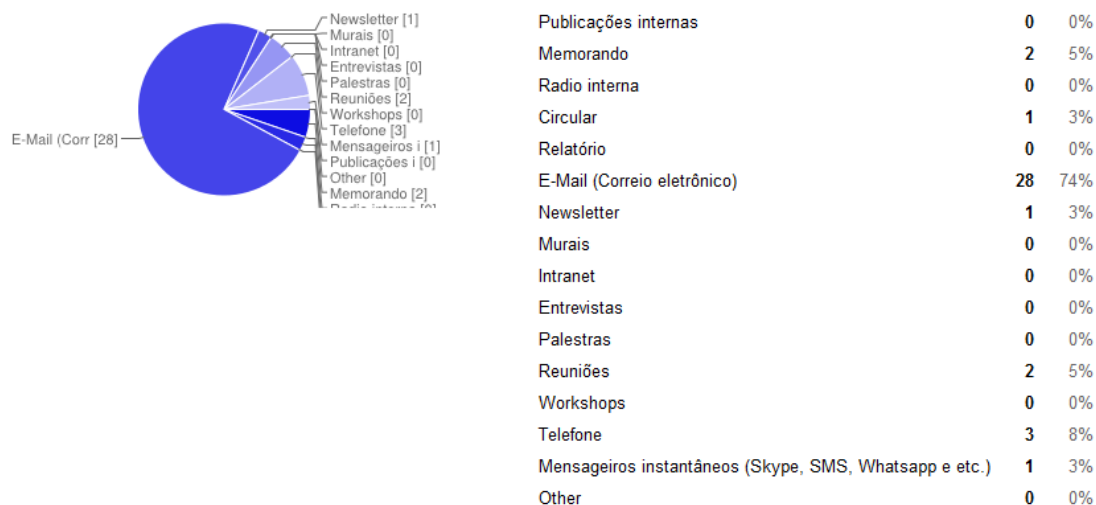 Newsletter [1]
Murais [0]
Intranet [0]
Entrevistas [0]
Palestras [0]
Reuniões [2]
Workshops [0]
Telefone [3]
E-Mail (Corr [28]
Mensageiros i [1]
Publicações i [0]
Other [0]
Memorando [2]
Radio interna [0]
Publicações internas 0 0%
Memorando 2 5%
Radio interna 0 0%
Circular 1 3%
Relatório 0 0%
E-Mail (Correio eletrônico) 28 74%
Newsletter 1 3%
Murais 0 0%
Intranet 0 0%
Entrevistas 0 0%
Palestras 0 0%
Reuniões 2 5%
Workshops 0 0%
Telefone 3 8%
Mensageiros instantâneos (Skype, SMS, Whatsapp e etc.) 1 3%
Other 0 0%